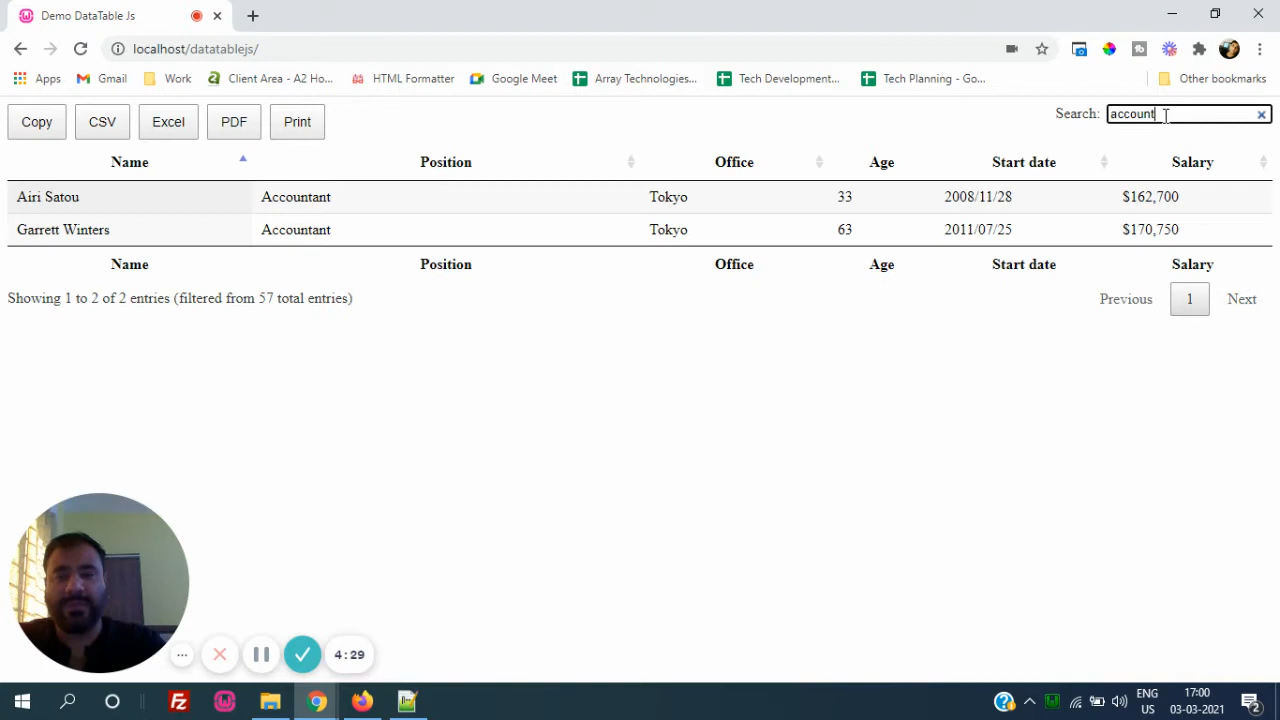 Demo DataTable Js
localhost/datatablejs/
Apps Gmail Work Client Area - A2 Ho... HTML Formatter Google Meet Array Technologies... Tech Development... Tech Planning - Go... Other bookmarks
Copy CSV Excel PDF Print Search: account
Name Position Office Age Start date Salary
Airi Satou Accountant Tokyo 33 2008/11/28 $162,700
Garrett Winters Accountant Tokyo 63 2011/07/25 $170,750
Name Position Office Age Start date Salary
Showing 1 to 2 of 2 entries (filtered from 57 total entries) Previous 1 Next
4:29
ENG 17:00
US 03-03-2021 2